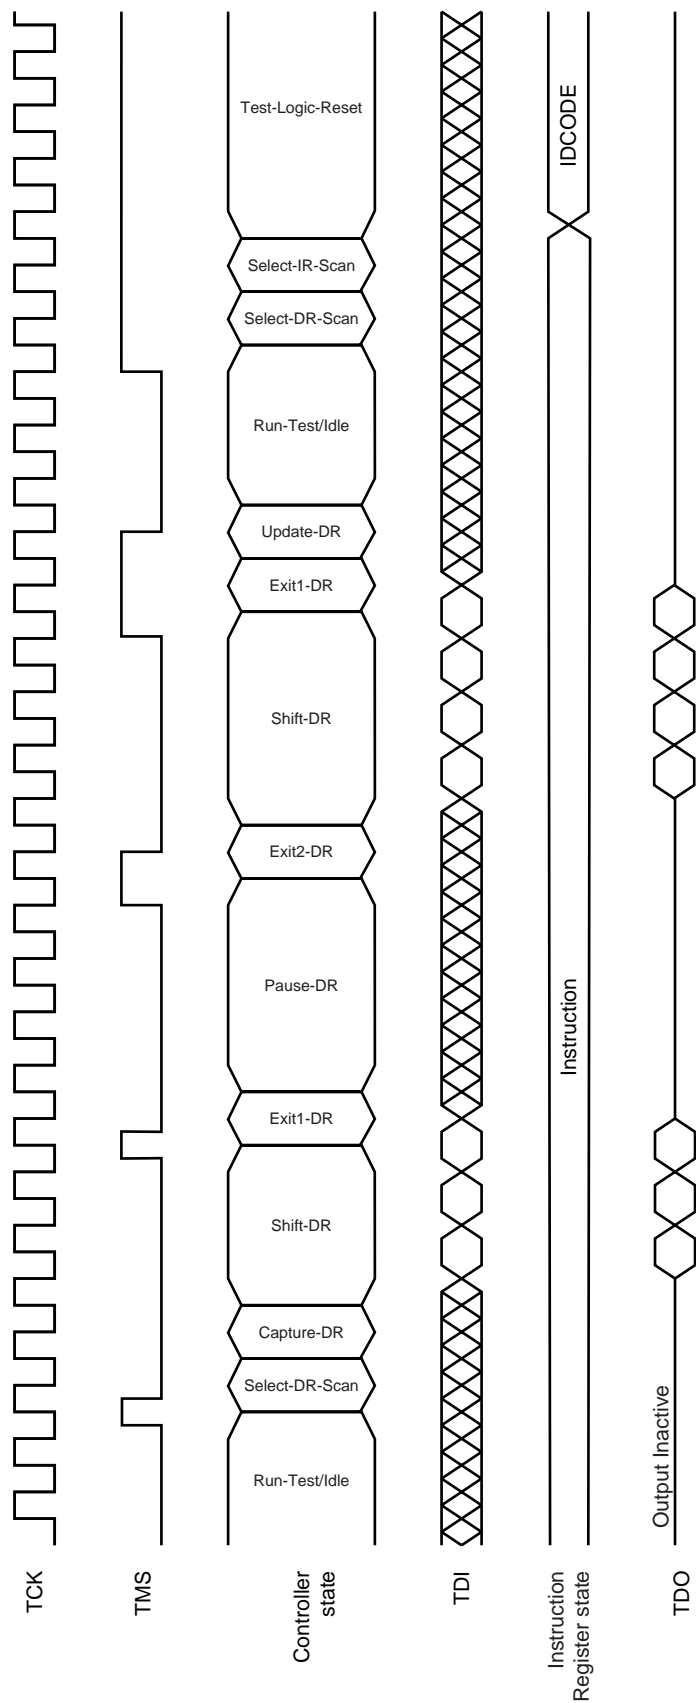 Test-Logic-Reset
IDCODE
Select-IR-Scan
Select-DR-Scan
Run-Test/Idle
Update-DR
Exit1-DR
Shift-DR
Exit2-DR
Pause-DR
Instruction
Exit1-DR
Shift-DR
Capture-DR
Select-DR-Scan
Output Inactive
Run-Test/Idle
TCK
TMS
Controller
state
TDI
Instruction
Register state
TDO